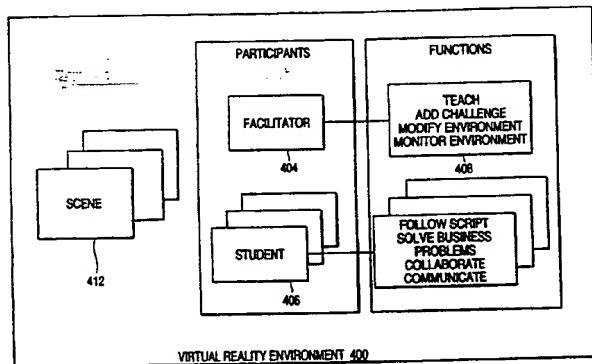 PARTICIPANTS
FUNCTIONS
FACILITATOR
404
TEACH
ADD CHALLENGE
MODIFY ENVIRONMENT
MONITOR ENVIRONMENT
408
SCENE
412
STUDENT
406
FOLLOW SCRIPT
SOLVE BUSINESS
PROBLEMS
COLLABORATE
COMMUNICATE
VIRTUAL REALITY ENVIRONMENT 400